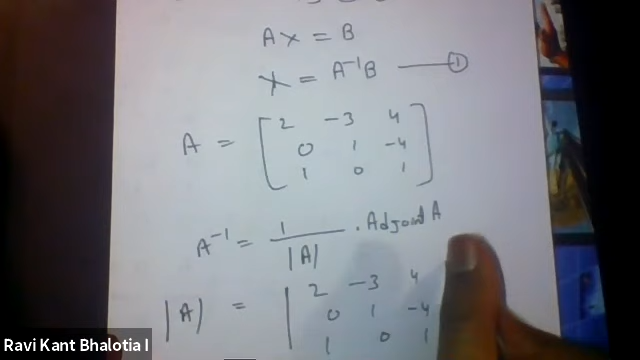 AX = B
X = A⁻¹B —— ①
A = [ 2 -3 4
0 1 -4
1 0 1 ]
A⁻¹ = 1/|A| . Adjoint A
|A| = | 2 -3 4
0 1 -4
1 0 1
Ravi Kant Bhalotia I